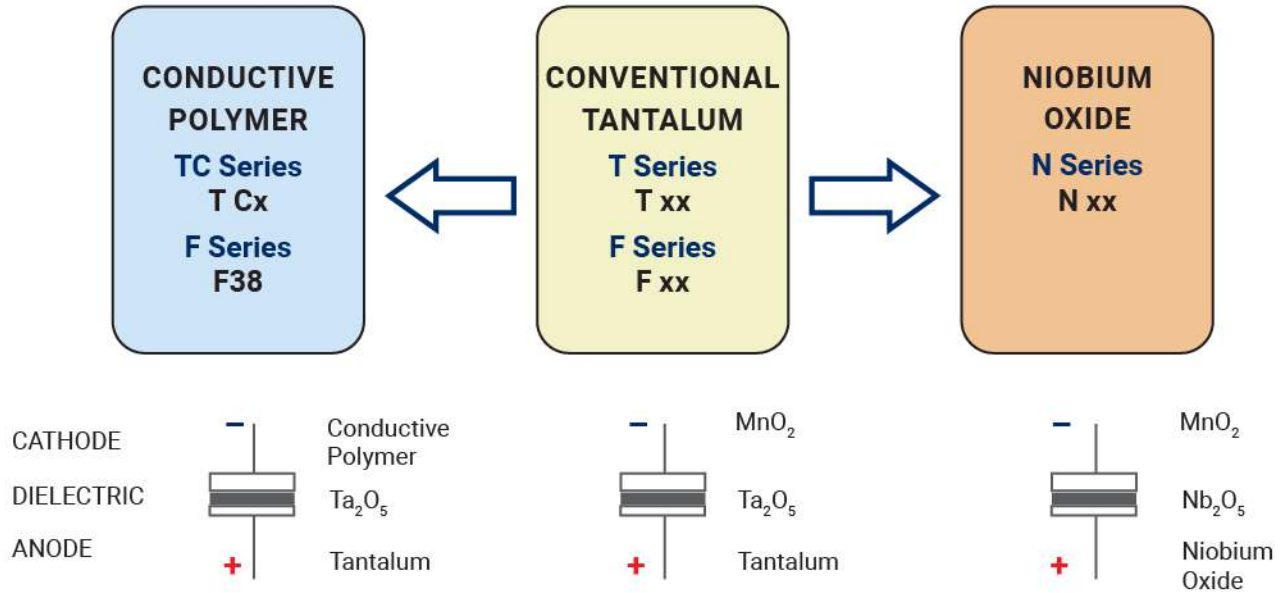 CONDUCTIVE
POLYMER
TC Series
T Cx
F Series
F38
CONVENTIONAL
TANTALUM
T Series
T xx
F Series
F xx
NIOBIUM
OXIDE
N Series
N xx
CATHODE
DIELECTRIC
ANODE
−
Conductive
Polymer
Ta₂O₅
+
Tantalum
−
MnO₂
Ta₂O₅
+
Tantalum
−
MnO₂
Nb₂O₅
+
Niobium
Oxide